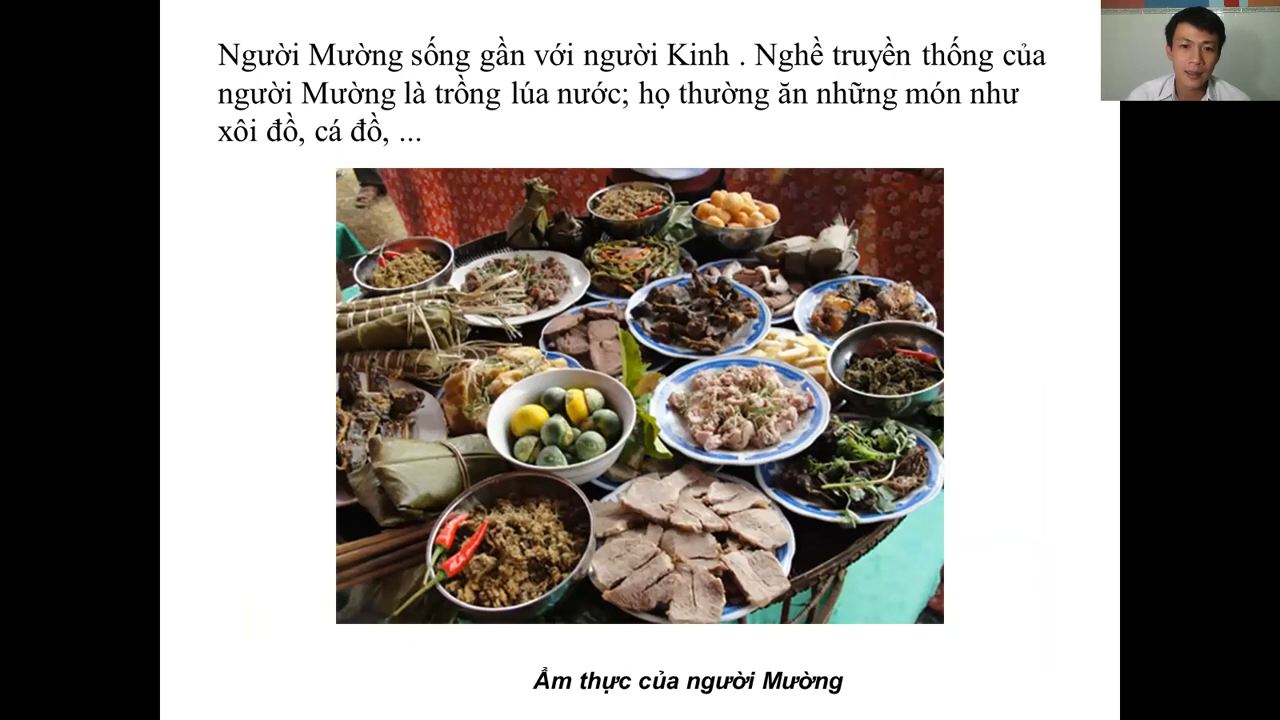 Người Mường sống gần với người Kinh . Nghề truyền thống của
người Mường là trồng lúa nước; họ thường ăn những món như
xôi đồ, cá đồ, ...
Ẩm thực của người Mường